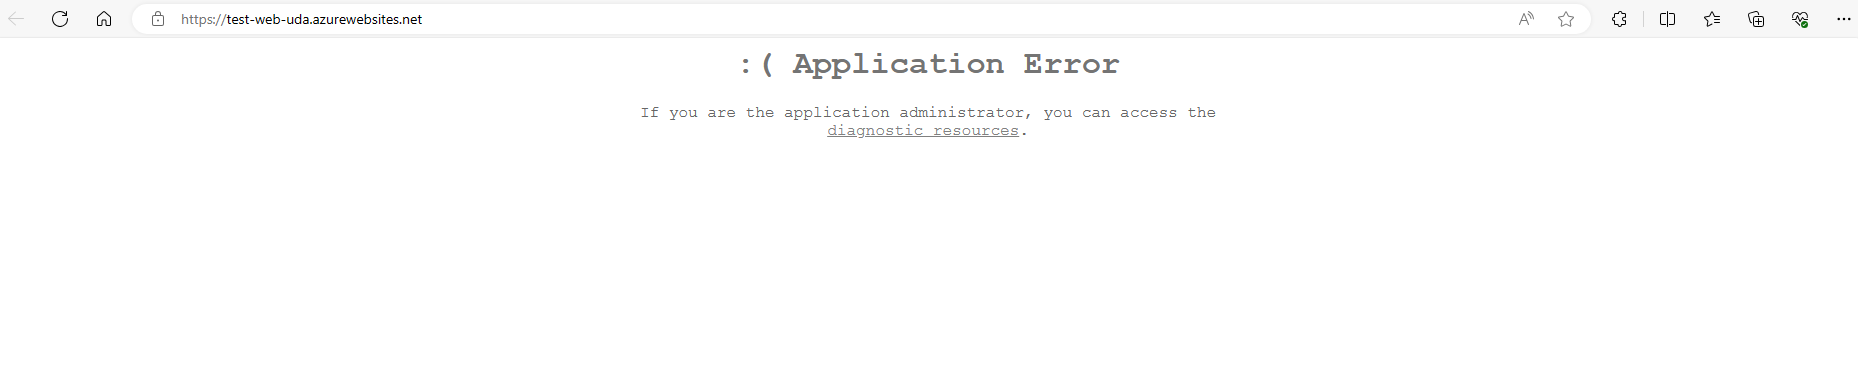 https://test-web-uda.azurewebsites.net
:( Application Error
If you are the application administrator, you can access the
diagnostic resources.